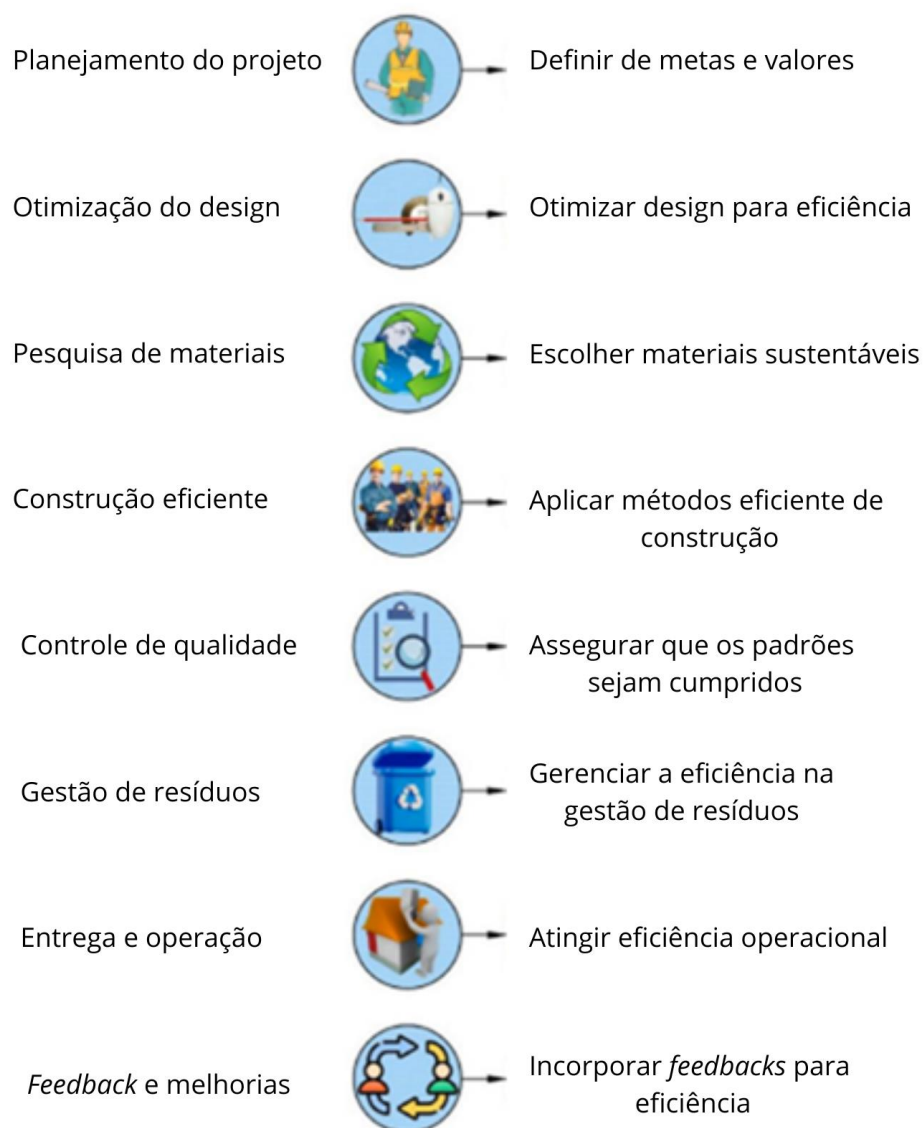 Planejamento do projeto
Definir de metas e valores
Otimização do design
Otimizar design para eficiência
Pesquisa de materiais
Escolher materiais sustentáveis
Construção eficiente
Aplicar métodos eficiente de
construção
Controle de qualidade
Assegurar que os padrões
sejam cumpridos
Gestão de resíduos
Gerenciar a eficiência na
gestão de resíduos
Entrega e operação
Atingir eficiência operacional
Feedback e melhorias
Incorporar feedbacks para
eficiência